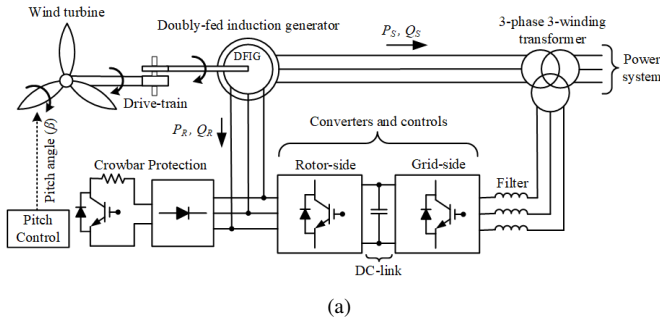 Wind turbine
Doubly-fed induction generator
3-phase 3-winding
transformer
P_S, Q_S
DFIG
Power
system
Drive-train
Pitch angle (β)
P_R, Q_R
Converters and controls
Crowbar Protection
Rotor-side
Grid-side
Filter
Pitch
Control
DC-link
(a)